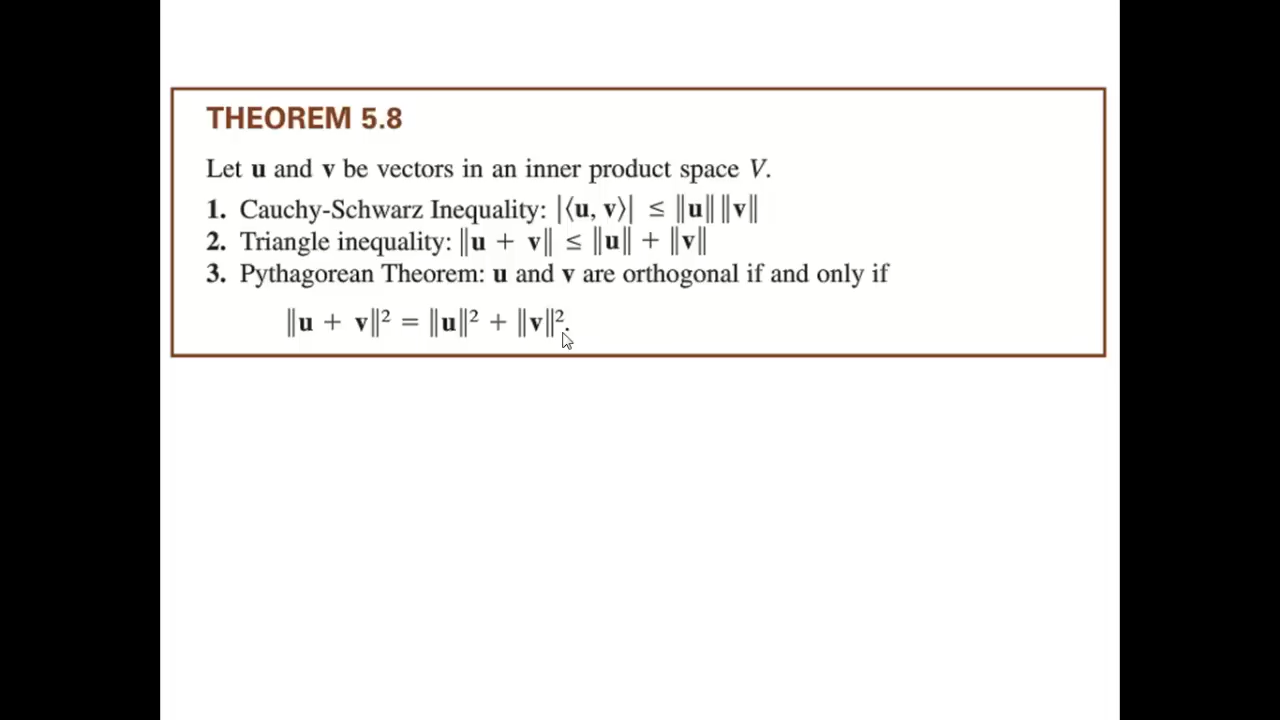 THEOREM 5.8
Let u and v be vectors in an inner product space V.
1. Cauchy-Schwarz Inequality: |⟨u, v⟩| ≤ ‖u‖ ‖v‖
2. Triangle inequality: ‖u + v‖ ≤ ‖u‖ + ‖v‖
3. Pythagorean Theorem: u and v are orthogonal if and only if
‖u + v‖² = ‖u‖² + ‖v‖².